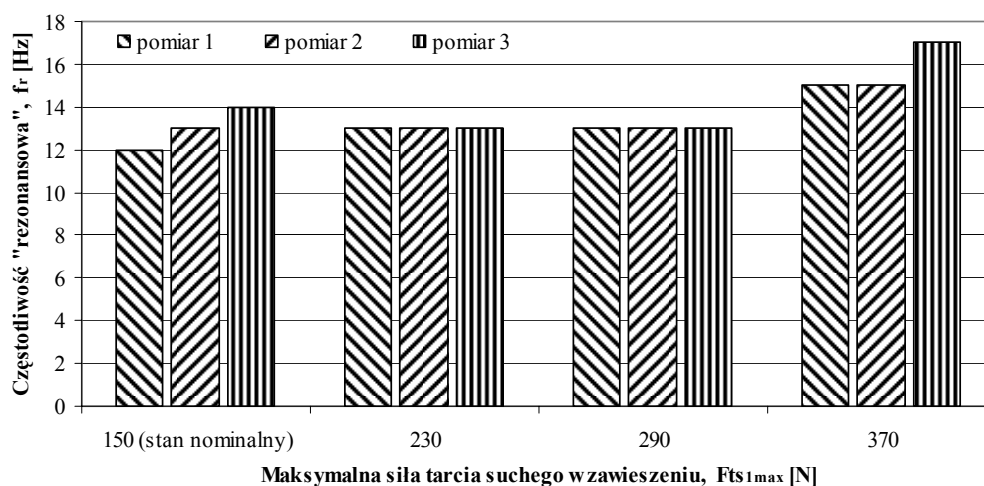 Częstotliwość "rezonansowa", fr [Hz]
18
16
14
12
10
8
6
4
2
0
pomiar 1 pomiar 2 pomiar 3
150 (stan nominalny) 230 290 370
Maksymalna siła tarcia suchego w zawieszeniu, Fts1max [N]